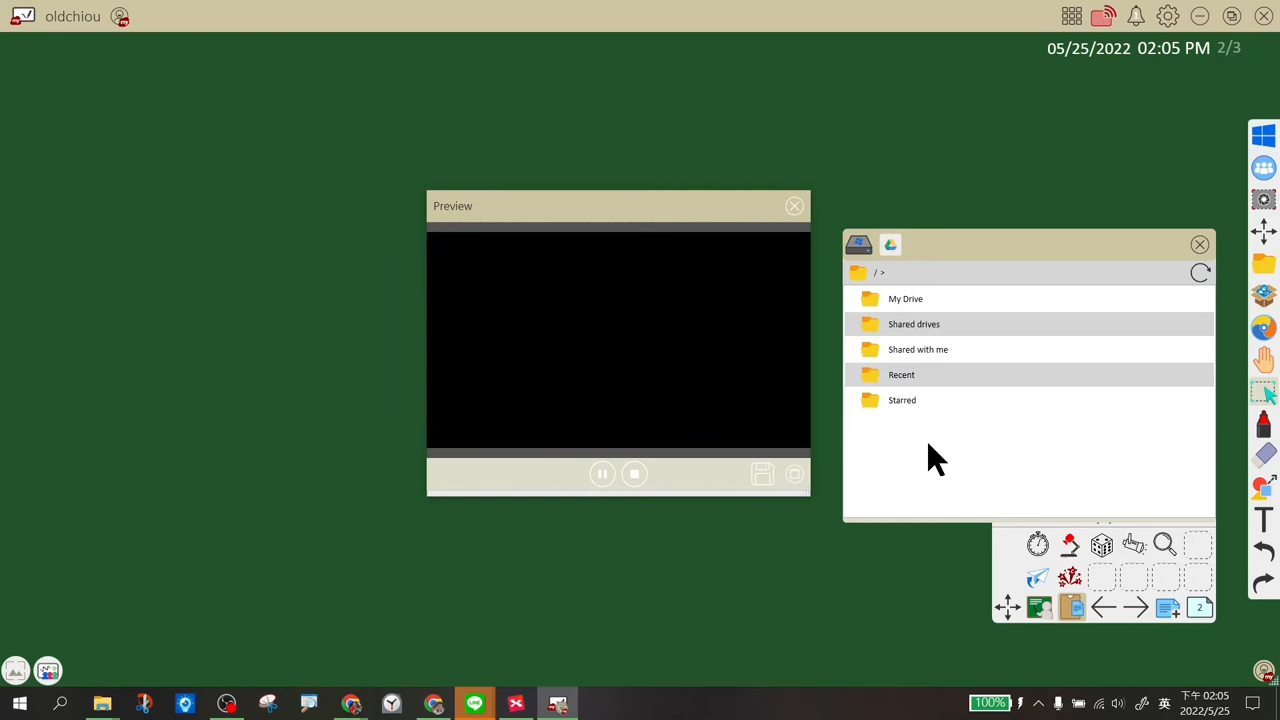 oldchiou
05/25/2022 02:05 PM 2/3
Preview
/ >
My Drive
Shared drives
Shared with me
Recent
Starred
2
100%
英
下午 02:05
2022/5/25